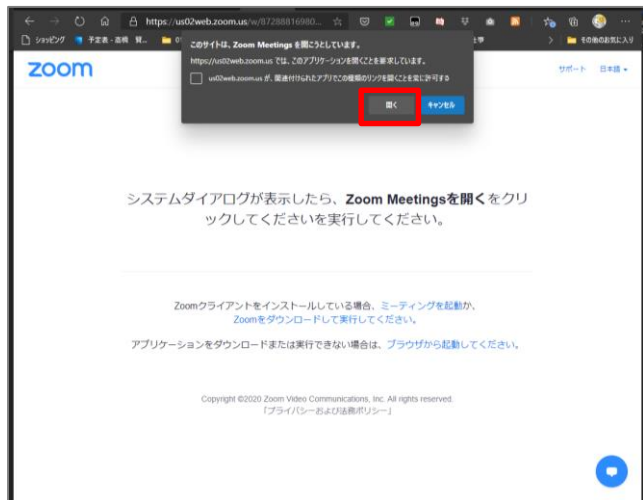 https://us02web.zoom.us/w/87288816980...
ショッピング 予定表 - 高橋 賢... その他のお気に入り
このサイトは、Zoom Meetings を開こうとしています。
https://us02web.zoom.us では、このアプリケーションを開くことを要求しています。
us02web.zoom.us が、関連付けられたアプリでこの種類のリンクを開くことを常に許可する
開く キャンセル
zoom サポート 日本語
システムダイアログが表示したら、Zoom Meetingsを開くをクリ
ックしてくださいを実行してください。
Zoomクライアントをインストールしている場合、ミーティングを起動か、
Zoomをダウンロードして実行してください。
アプリケーションをダウンロードまたは実行できない場合は、ブラウザから起動してください。
Copyright ©2020 Zoom Video Communications, Inc. All rights reserved.
「プライバシーおよび法務ポリシー」